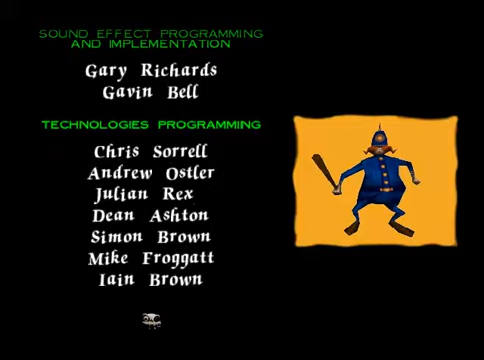 SOUND EFFECT PROGRAMMING
AND IMPLEMENTATION
Gary Richards
Gavin Bell
TECHNOLOGIES PROGRAMMING
Chris Sorrell
Andrew Ostler
Julian Rex
Dean Ashton
Simon Brown
Mike Froggatt
Iain Brown